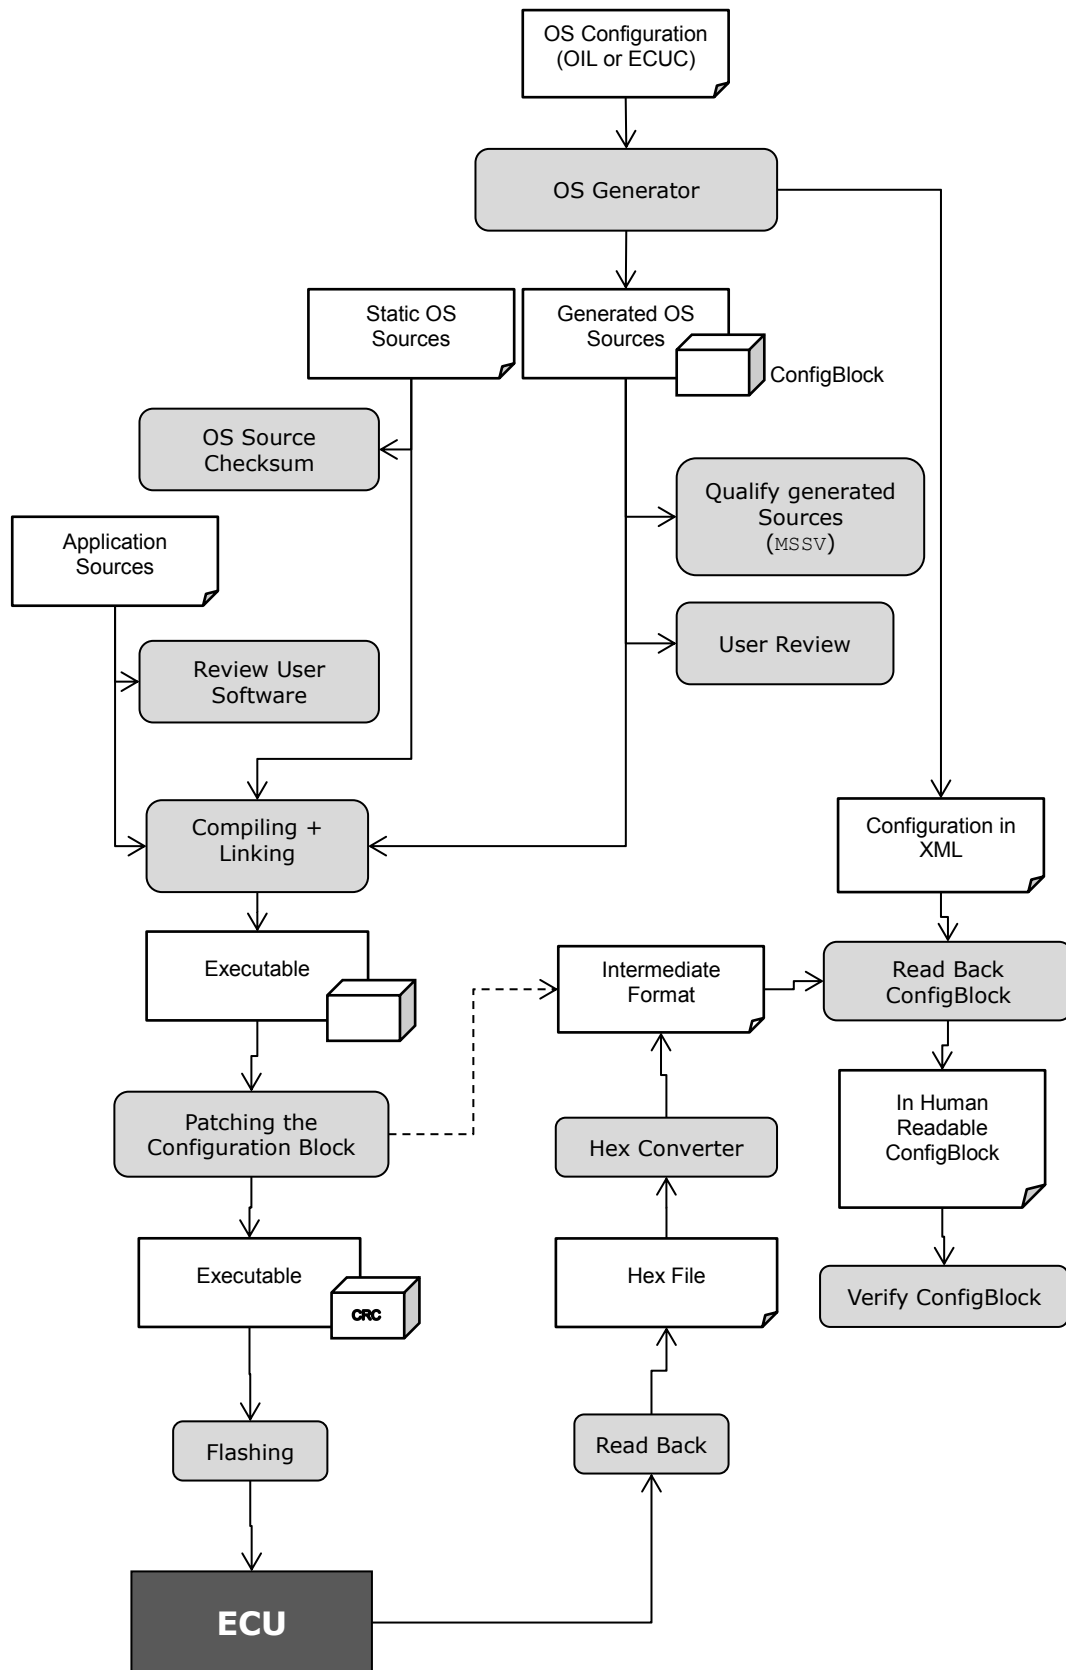 OS Configuration
(OIL or ECUC)
OS Generator
Static OS
Sources
Generated OS
Sources
ConfigBlock
OS Source
Checksum
Qualify generated
Sources
(MSSV)
Application
Sources
User Review
Review User
Software
Compiling +
Linking
Configuration in
XML
Executable
Intermediate
Format
Read Back
ConfigBlock
Patching the
Configuration Block
Hex Converter
In Human
Readable
ConfigBlock
Executable
CRC
Hex File
Verify ConfigBlock
Flashing
Read Back
ECU